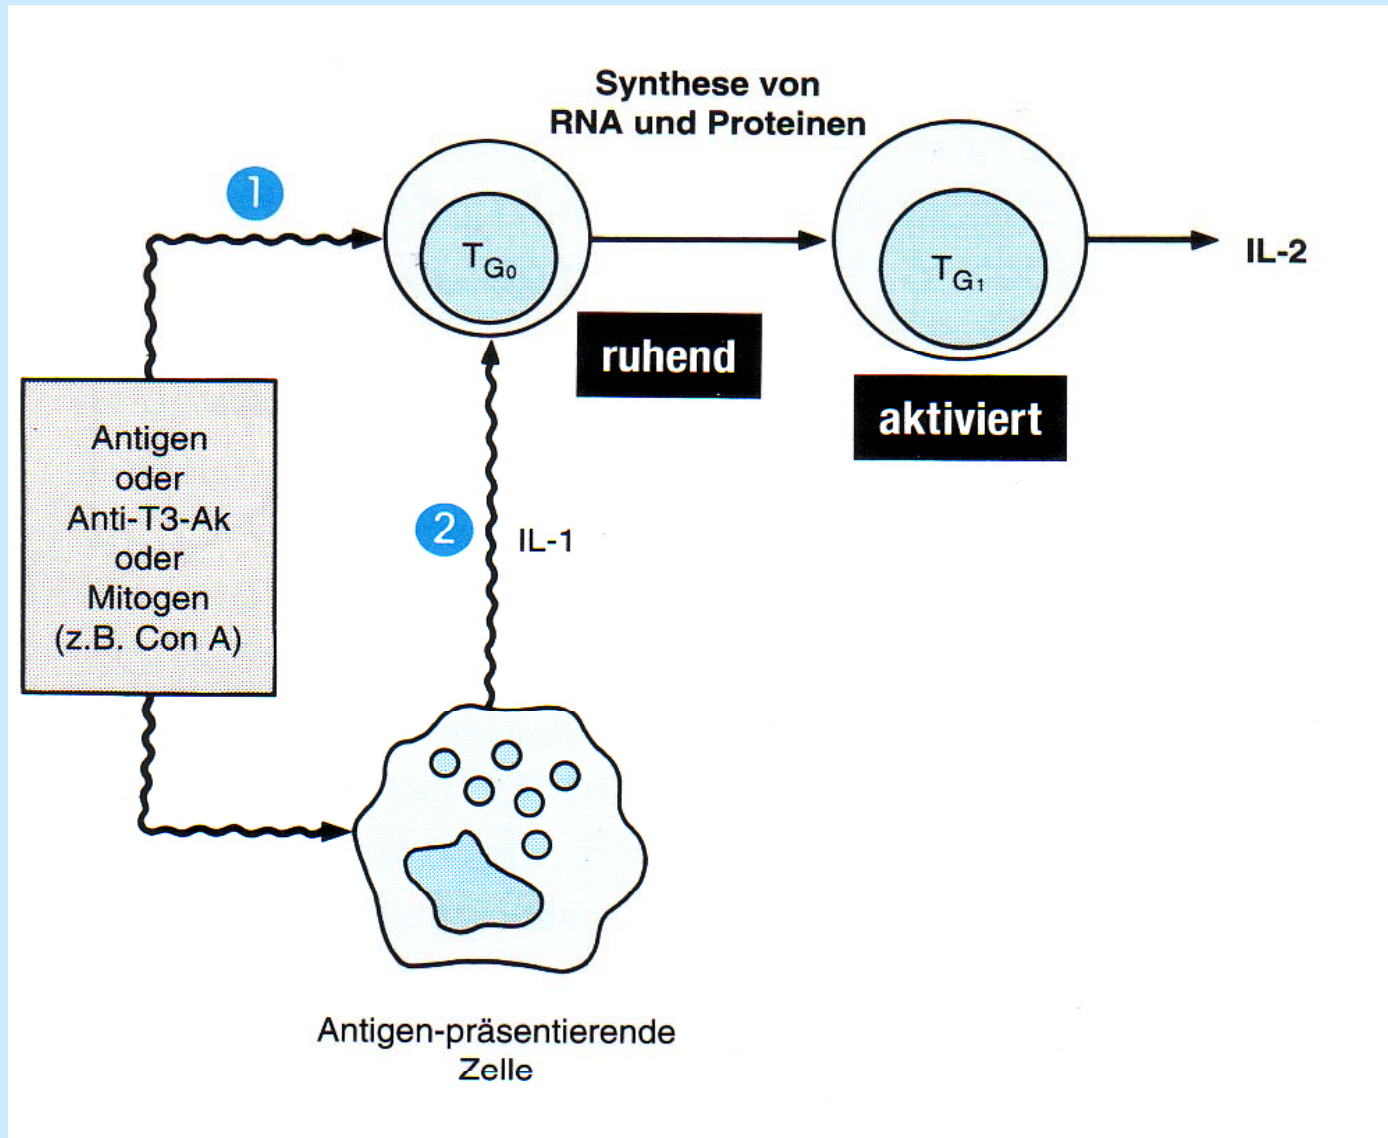 Synthese von
RNA und Proteinen
1
TG0
TG1
IL-2
ruhend
aktiviert
Antigen
oder
Anti-T3-Ak
oder
Mitogen
(z.B. Con A)
2
IL-1
Antigen-präsentierende
Zelle